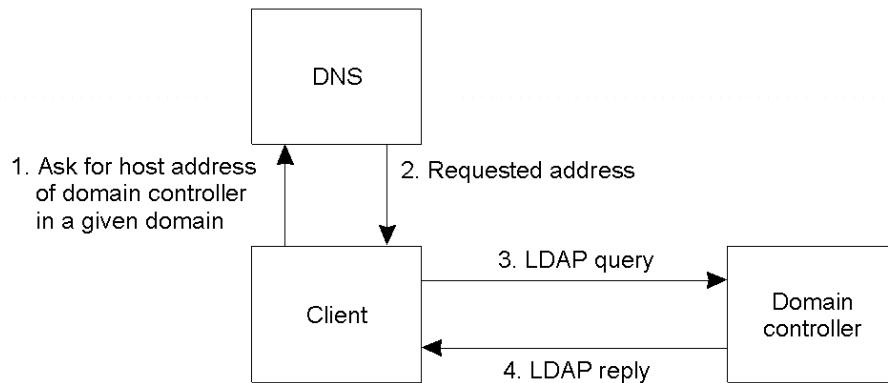 DNS
1. Ask for host address
of domain controller
in a given domain
2. Requested address
3. LDAP query
Client
Domain
controller
4. LDAP reply